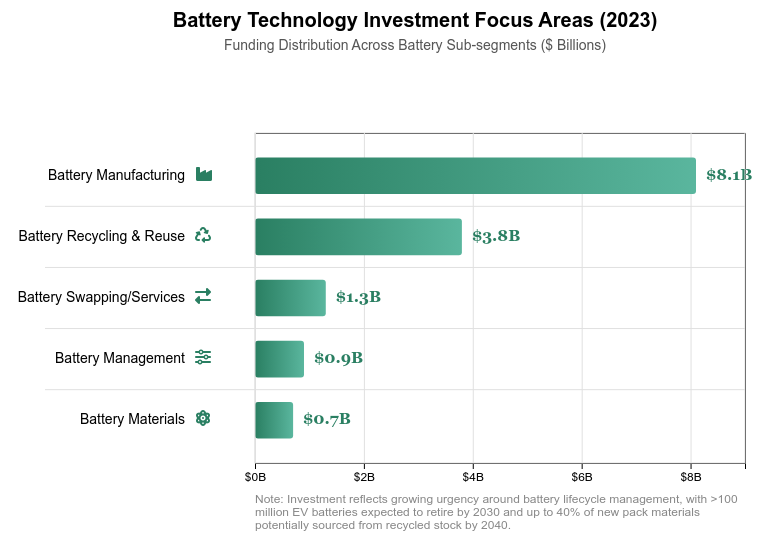 Battery Technology Investment Focus Areas (2023)
Funding Distribution Across Battery Sub-segments ($ Billions)
Battery Manufacturing
$8.1B
Battery Recycling & Reuse
$3.8B
Battery Swapping/Services
$1.3B
Battery Management
$0.9B
Battery Materials
$0.7B
$0B
$2B
$4B
$6B
$8B
Note: Investment reflects growing urgency around battery lifecycle management, with >100
million EV batteries expected to retire by 2030 and up to 40% of new pack materials
potentially sourced from recycled stock by 2040.